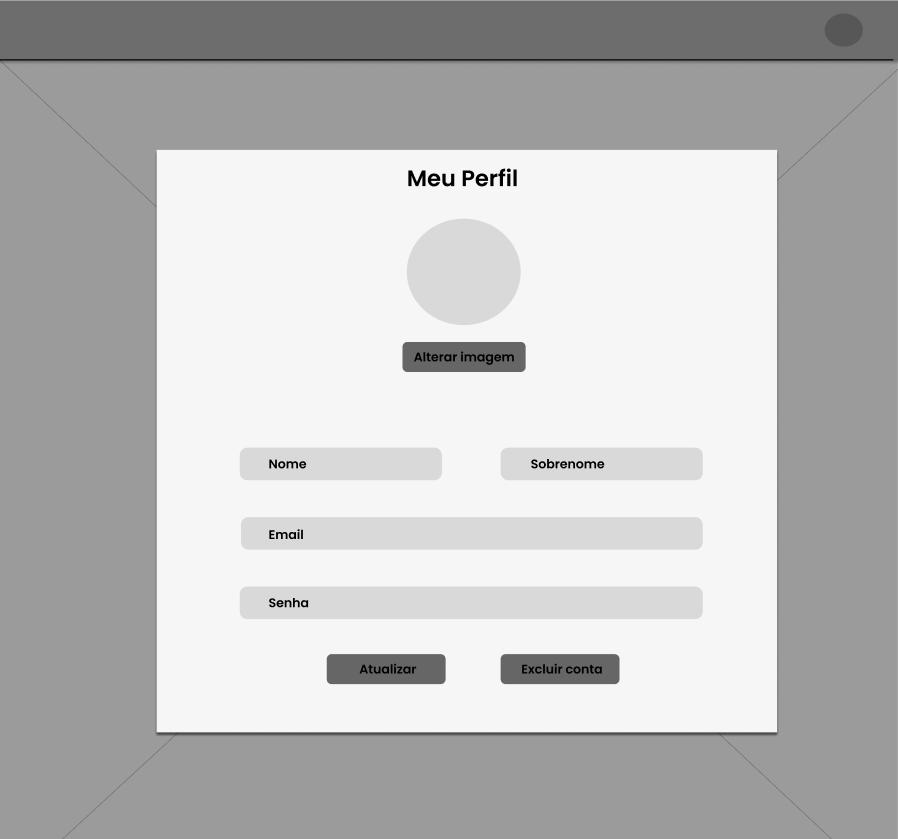 Meu Perfil
Alterar imagem
Nome
Sobrenome
Email
Senha
Atualizar
Excluir conta